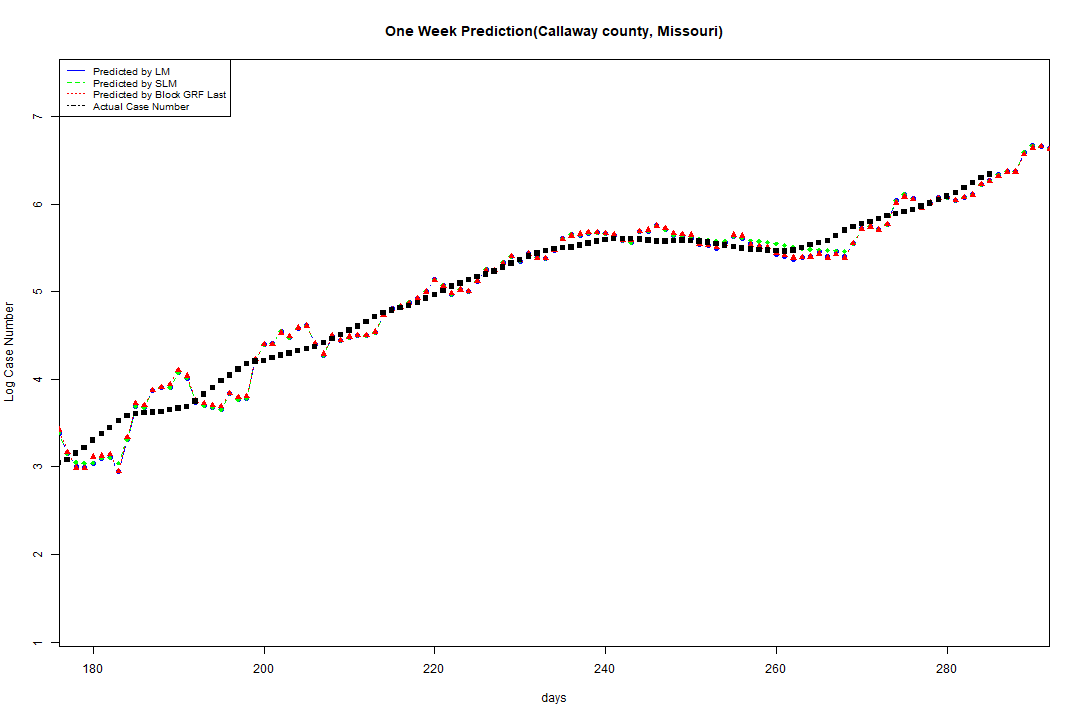 One Week Prediction(Callaway county, Missouri)
Predicted by LM
Predicted by SLM
Predicted by Block GRF Last
Actual Case Number
7
6
5
4
3
2
1
Log Case Number
180 200 220 240 260 280
days